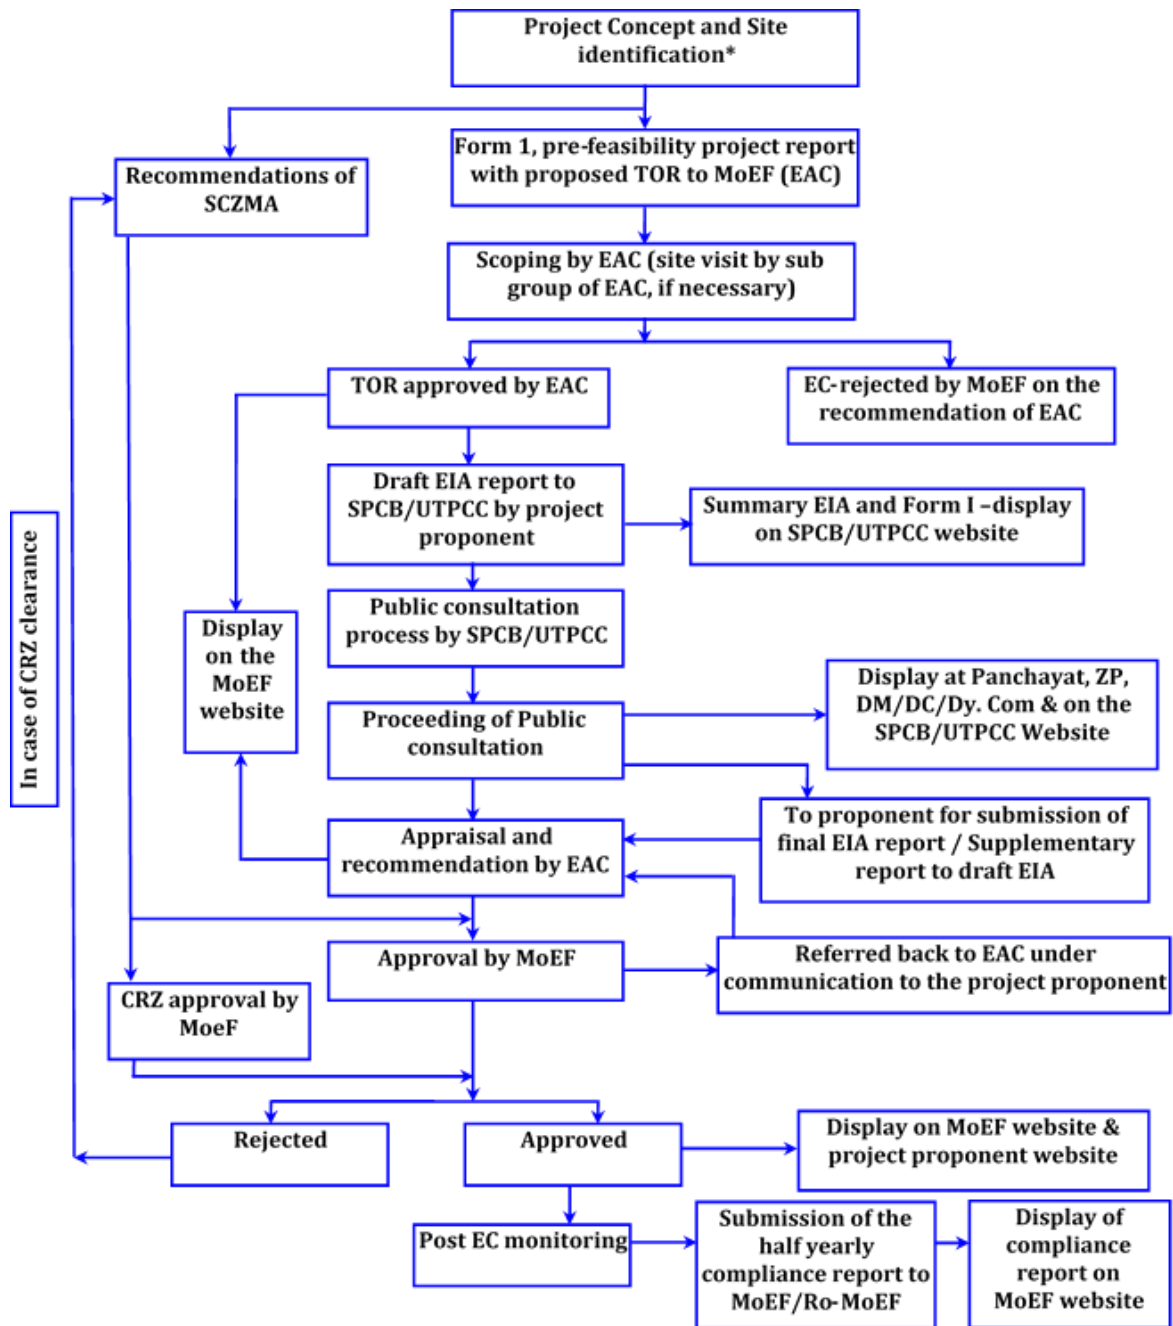 Project Concept and Site
identification*
Form 1, pre-feasibility project report
with proposed TOR to MoEF (EAC)
Recommendations of
SCZMA
Scoping by EAC (site visit by sub
group of EAC, if necessary)
TOR approved by EAC
EC-rejected by MoEF on the
recommendation of EAC
Draft EIA report to
SPCB/UTPCC by project
proponent
Summary EIA and Form I –display
on SPCB/UTPCC website
In case of CRZ clearance
Public consultation
process by SPCB/UTPCC
Display
on the
MoEF
website
Display at Panchayat, ZP,
DM/DC/Dy. Com & on the
SPCB/UTPCC Website
Proceeding of Public
consultation
To proponent for submission of
final EIA report / Supplementary
report to draft EIA
Appraisal and
recommendation by EAC
Approval by MoEF
Referred back to EAC under
communication to the project proponent
CRZ approval by
MoeF
Rejected
Approved
Display on MoEF website &
project proponent website
Post EC monitoring
Submission of the
half yearly
compliance report to
MoEF/Ro-MoEF
Display of
compliance
report on
MoEF website